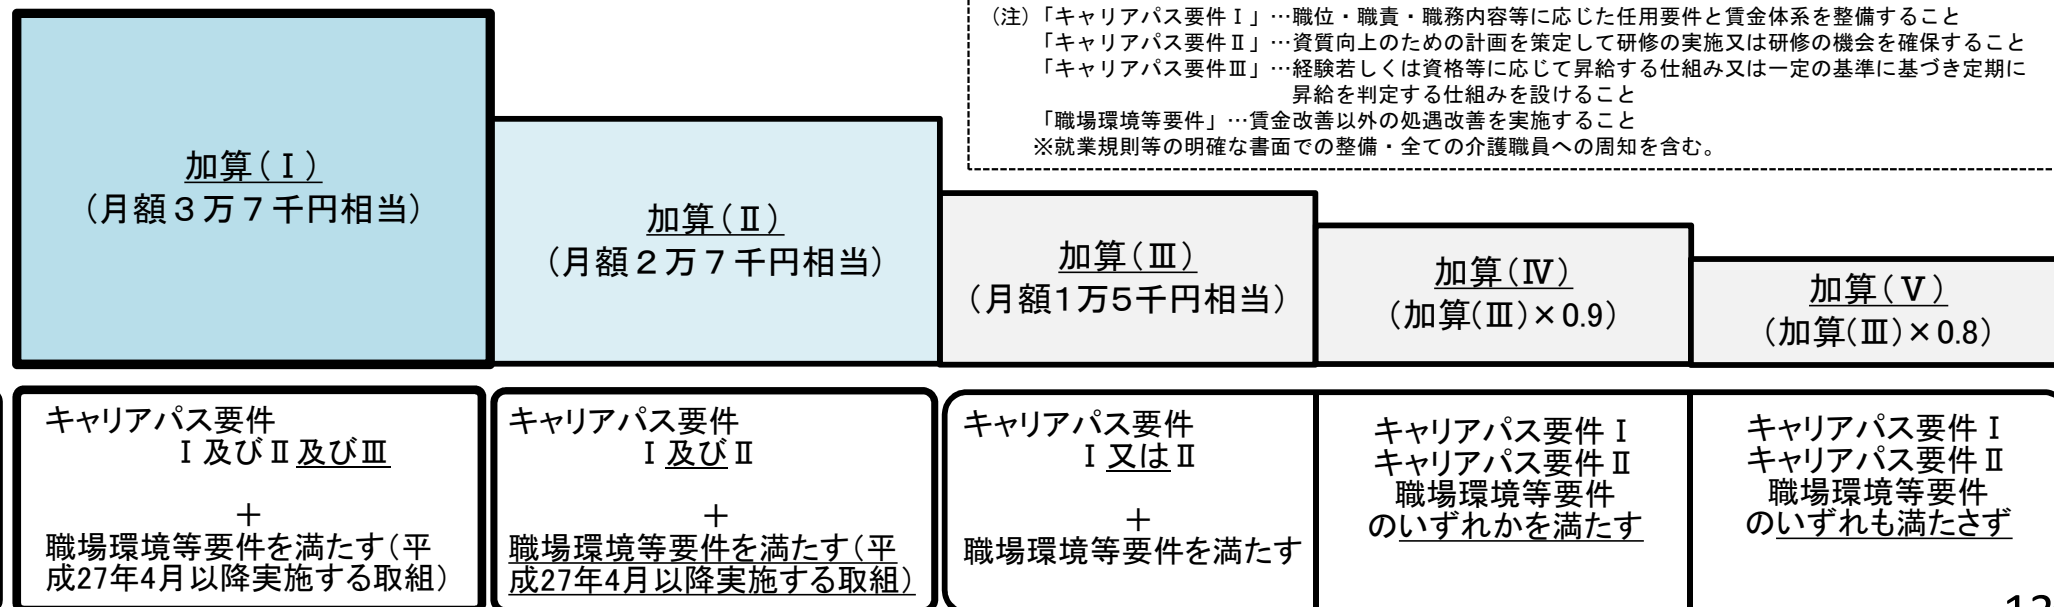 (注)「キャリアパス要件Ⅰ」…職位・職責・職務内容等に応じた任用要件と賃金体系を整備すること
「キャリアパス要件Ⅱ」…資質向上のための計画を策定して研修の実施又は研修の機会を確保すること
「キャリアパス要件Ⅲ」…経験若しくは資格等に応じて昇給する仕組み又は一定の基準に基づき定期に
昇給を判定する仕組みを設けること
「職場環境等要件」…賃金改善以外の処遇改善を実施すること
※就業規則等の明確な書面での整備・全ての介護職員への周知を含む。
加算(Ⅰ)
(月額3万7千円相当)
加算(Ⅱ)
(月額2万7千円相当)
加算(Ⅲ)
(月額1万5千円相当)
加算(Ⅳ)
(加算(Ⅲ)×0.9)
加算(Ⅴ)
(加算(Ⅲ)×0.8)
キャリアパス要件
Ⅰ及びⅡ及びⅢ
+
職場環境等要件を満たす(平
成27年4月以降実施する取組)
キャリアパス要件
Ⅰ及びⅡ
+
職場環境等要件を満たす(平
成27年4月以降実施する取組)
キャリアパス要件
Ⅰ又はⅡ
+
職場環境等要件を満たす
キャリアパス要件Ⅰ
キャリアパス要件Ⅱ
職場環境等要件
のいずれかを満たす
キャリアパス要件Ⅰ
キャリアパス要件Ⅱ
職場環境等要件
のいずれも満たさず